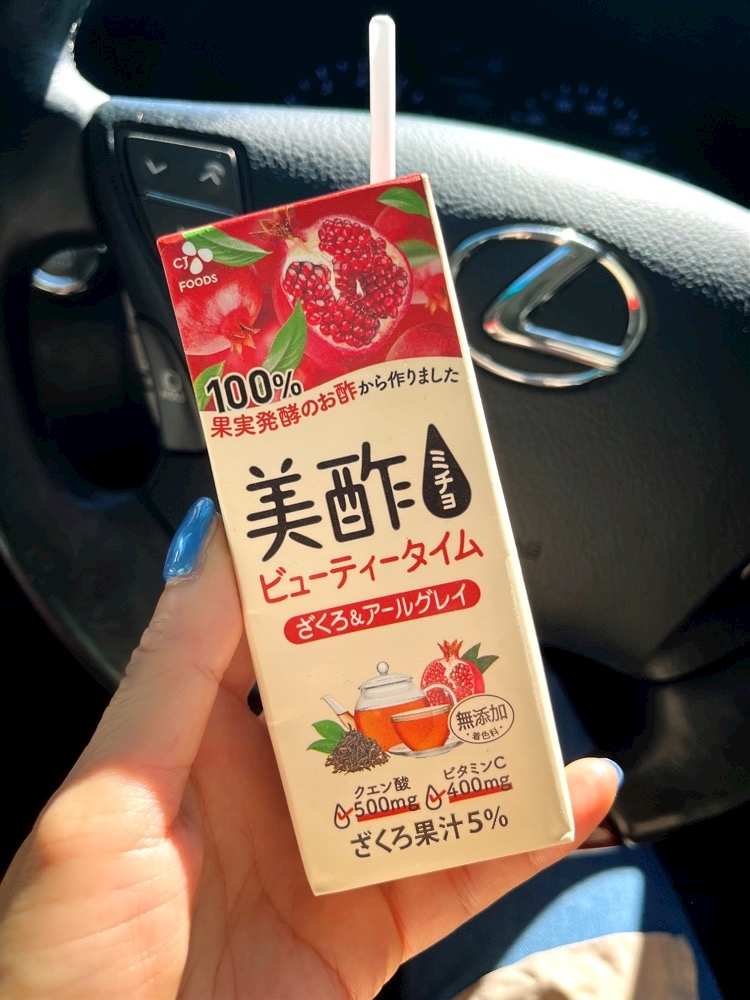 CJ
FOODS
100%
果実発酵のお酢から作りました
美酢
ミチョ
ビューティータイム
ざくろ&アールグレイ
無添加
・着色料・
クエン酸
500mg
ビタミンC
400mg
ざくろ果汁5%